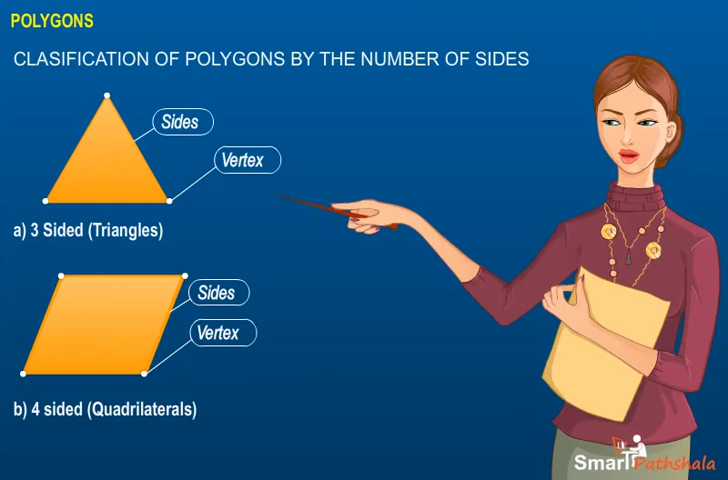 POLYGONS
CLASIFICATION OF POLYGONS BY THE NUMBER OF SIDES
Sides
Vertex
a) 3 Sided (Triangles)
Sides
Vertex
b) 4 sided (Quadrilaterals)
SmartPathshala